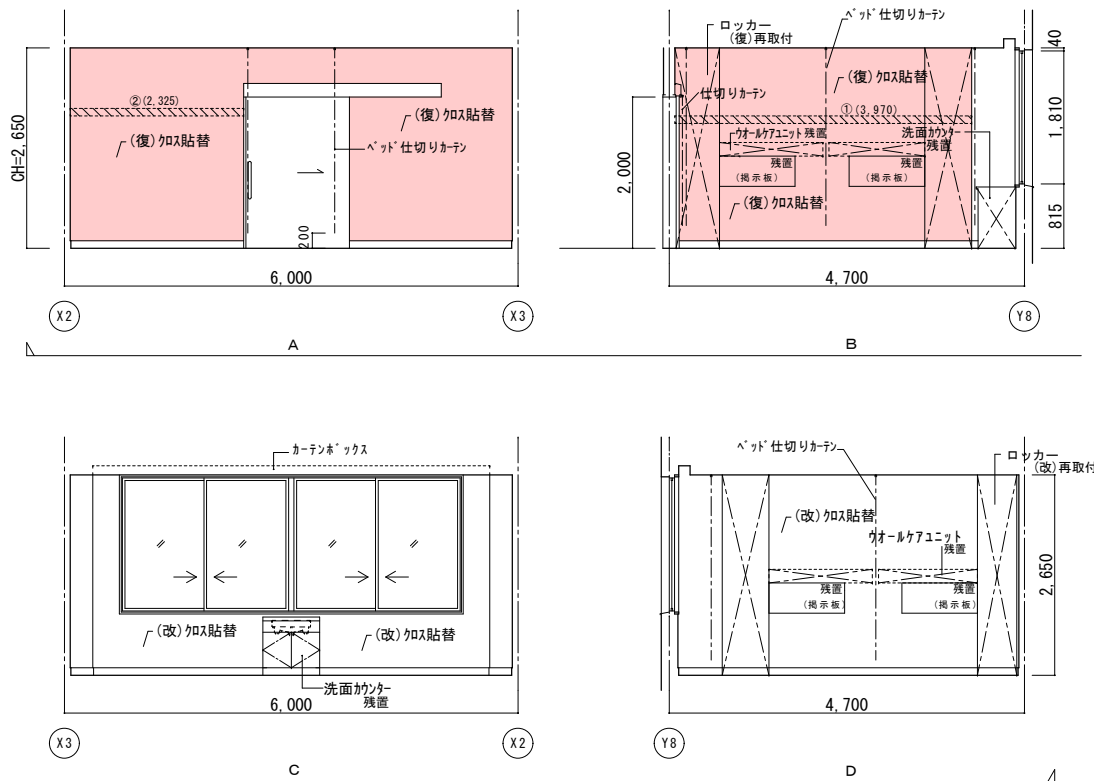 CH=2,650
②(2,325)
(復)クロス貼替
(復)クロス貼替
ベッド仕切りカーテン
200
6,000
X2
X3
A
ロッカー
(復)再取付
ベッド仕切りカーテン
40
(復)クロス貼替
仕切りカーテン
①(3,970)
ウオールケアユニット 残置
洗面カウンター
残置
残置
残置
(掲示板)
(掲示板)
(復)クロス貼替
2,000
1,810
815
4,700
Y8
B
カーテンボックス
(改)クロス貼替
(改)クロス貼替
洗面カウンター
残置
6,000
X3
X2
C
ベッド仕切りカーテン
ロッカー
(改)再取付
(改)クロス貼替
ウオールケアユニット
残置
残置
残置
(掲示板)
(掲示板)
2,650
4,700
Y8
D